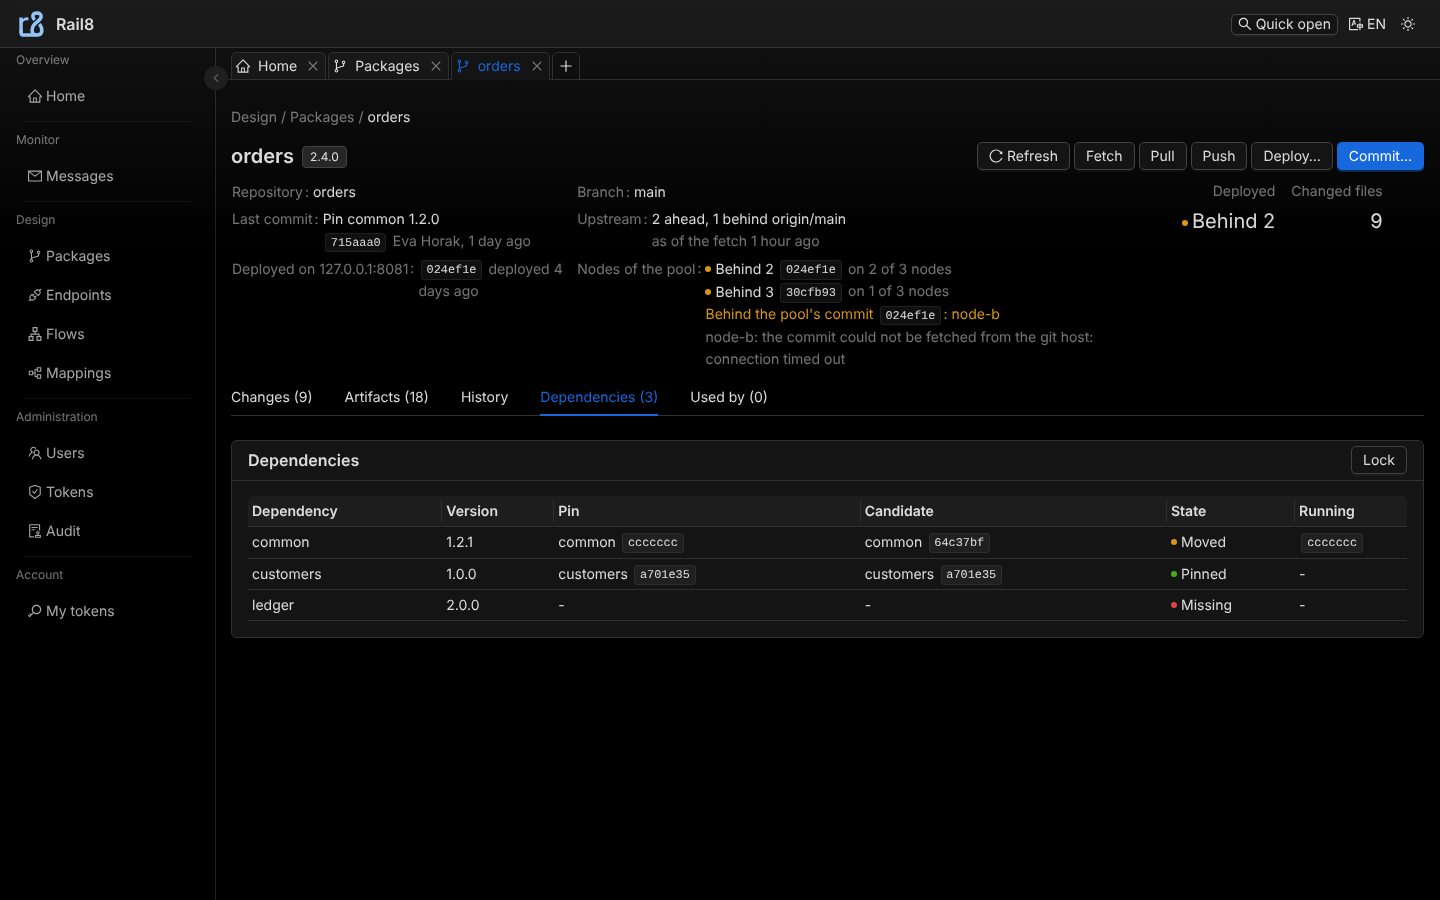 Rail8
Quick open
EN
Overview
Home
Monitor
Messages
Design
Packages
Endpoints
Flows
Mappings
Administration
Users
Tokens
Audit
Account
My tokens
Home
Packages
orders
Design / Packages / orders
orders 2.4.0
Refresh
Fetch
Pull
Push
Deploy...
Commit...
Repository: orders
Branch: main
Deployed
Behind 2
Changed files
9
Last commit: Pin common 1.2.0
715aaa0 Eva Horak, 1 day ago
Upstream: 2 ahead, 1 behind origin/main
as of the fetch 1 hour ago
Deployed on 127.0.0.1:8081: 024ef1e deployed 4
days ago
Nodes of the pool: Behind 2 024ef1e on 2 of 3 nodes
Behind 3 30cfb93 on 1 of 3 nodes
Behind the pool's commit 024ef1e : node-b
node-b: the commit could not be fetched from the git host:
connection timed out
Changes (9)
Artifacts (18)
History
Dependencies (3)
Used by (0)
Dependencies
Lock
Dependency Version Pin Candidate State Running
common 1.2.1 common ccccccc common 64c37bf Moved ccccccc
customers 1.0.0 customers a701e35 customers a701e35 Pinned -
ledger 2.0.0 - - Missing -